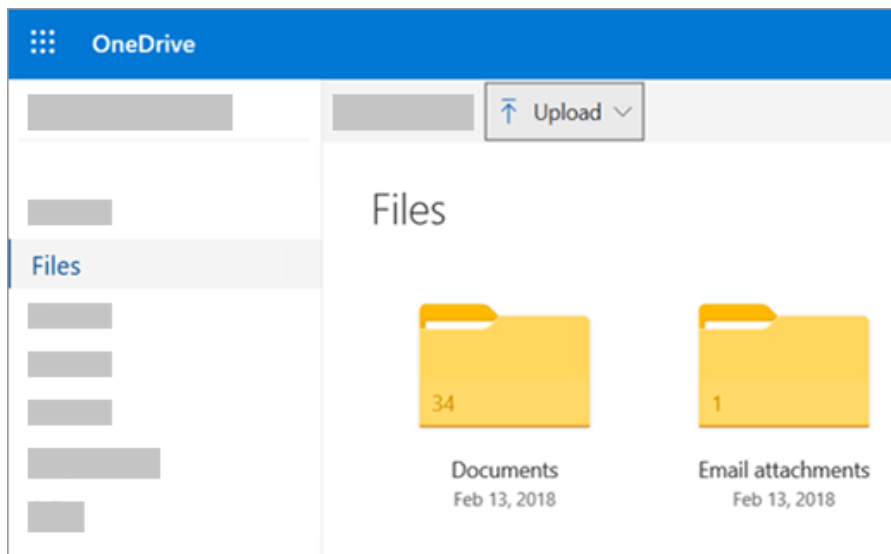 OneDrive
Upload
Files
Files
34
1
Documents
Email attachments
Feb 13, 2018
Feb 13, 2018